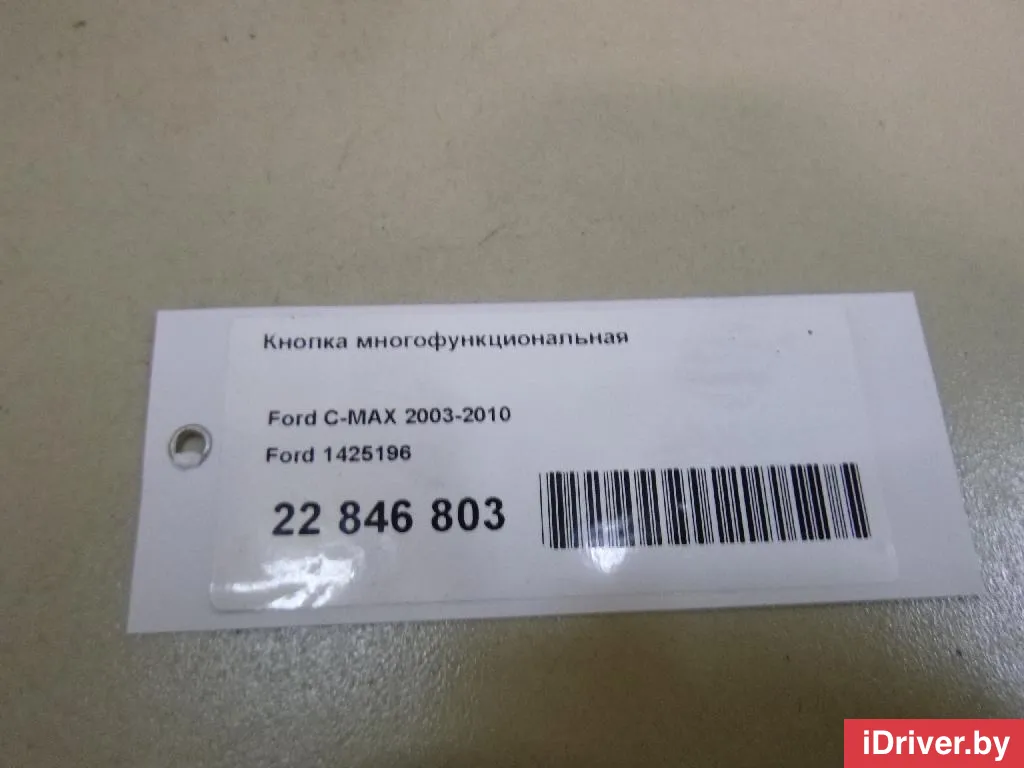 Кнопка многофункциональная
Ford C-MAX 2003-2010
Ford 1425196
22 846 803
iDriver.by